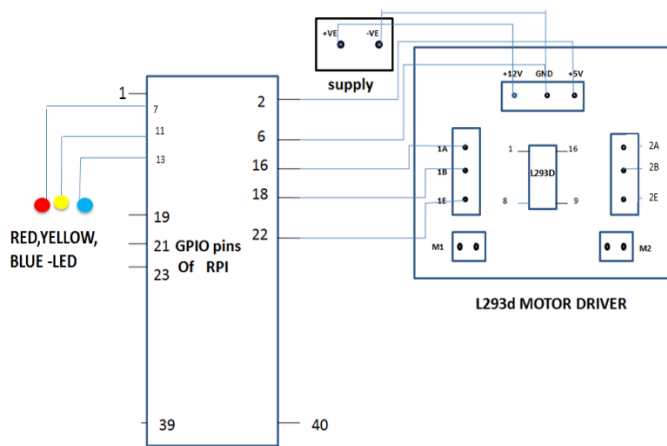 +VE -VE
supply
+12V GND +5V
1
7
11
13
19
21
23
39
2
6
16
18
22
40
GPIO pins
Of RPI
RED,YELLOW,
BLUE -LED
1A
1B
1E
1 16
L293D
8 9
2A
2B
2E
M1 M2
L293d MOTOR DRIVER